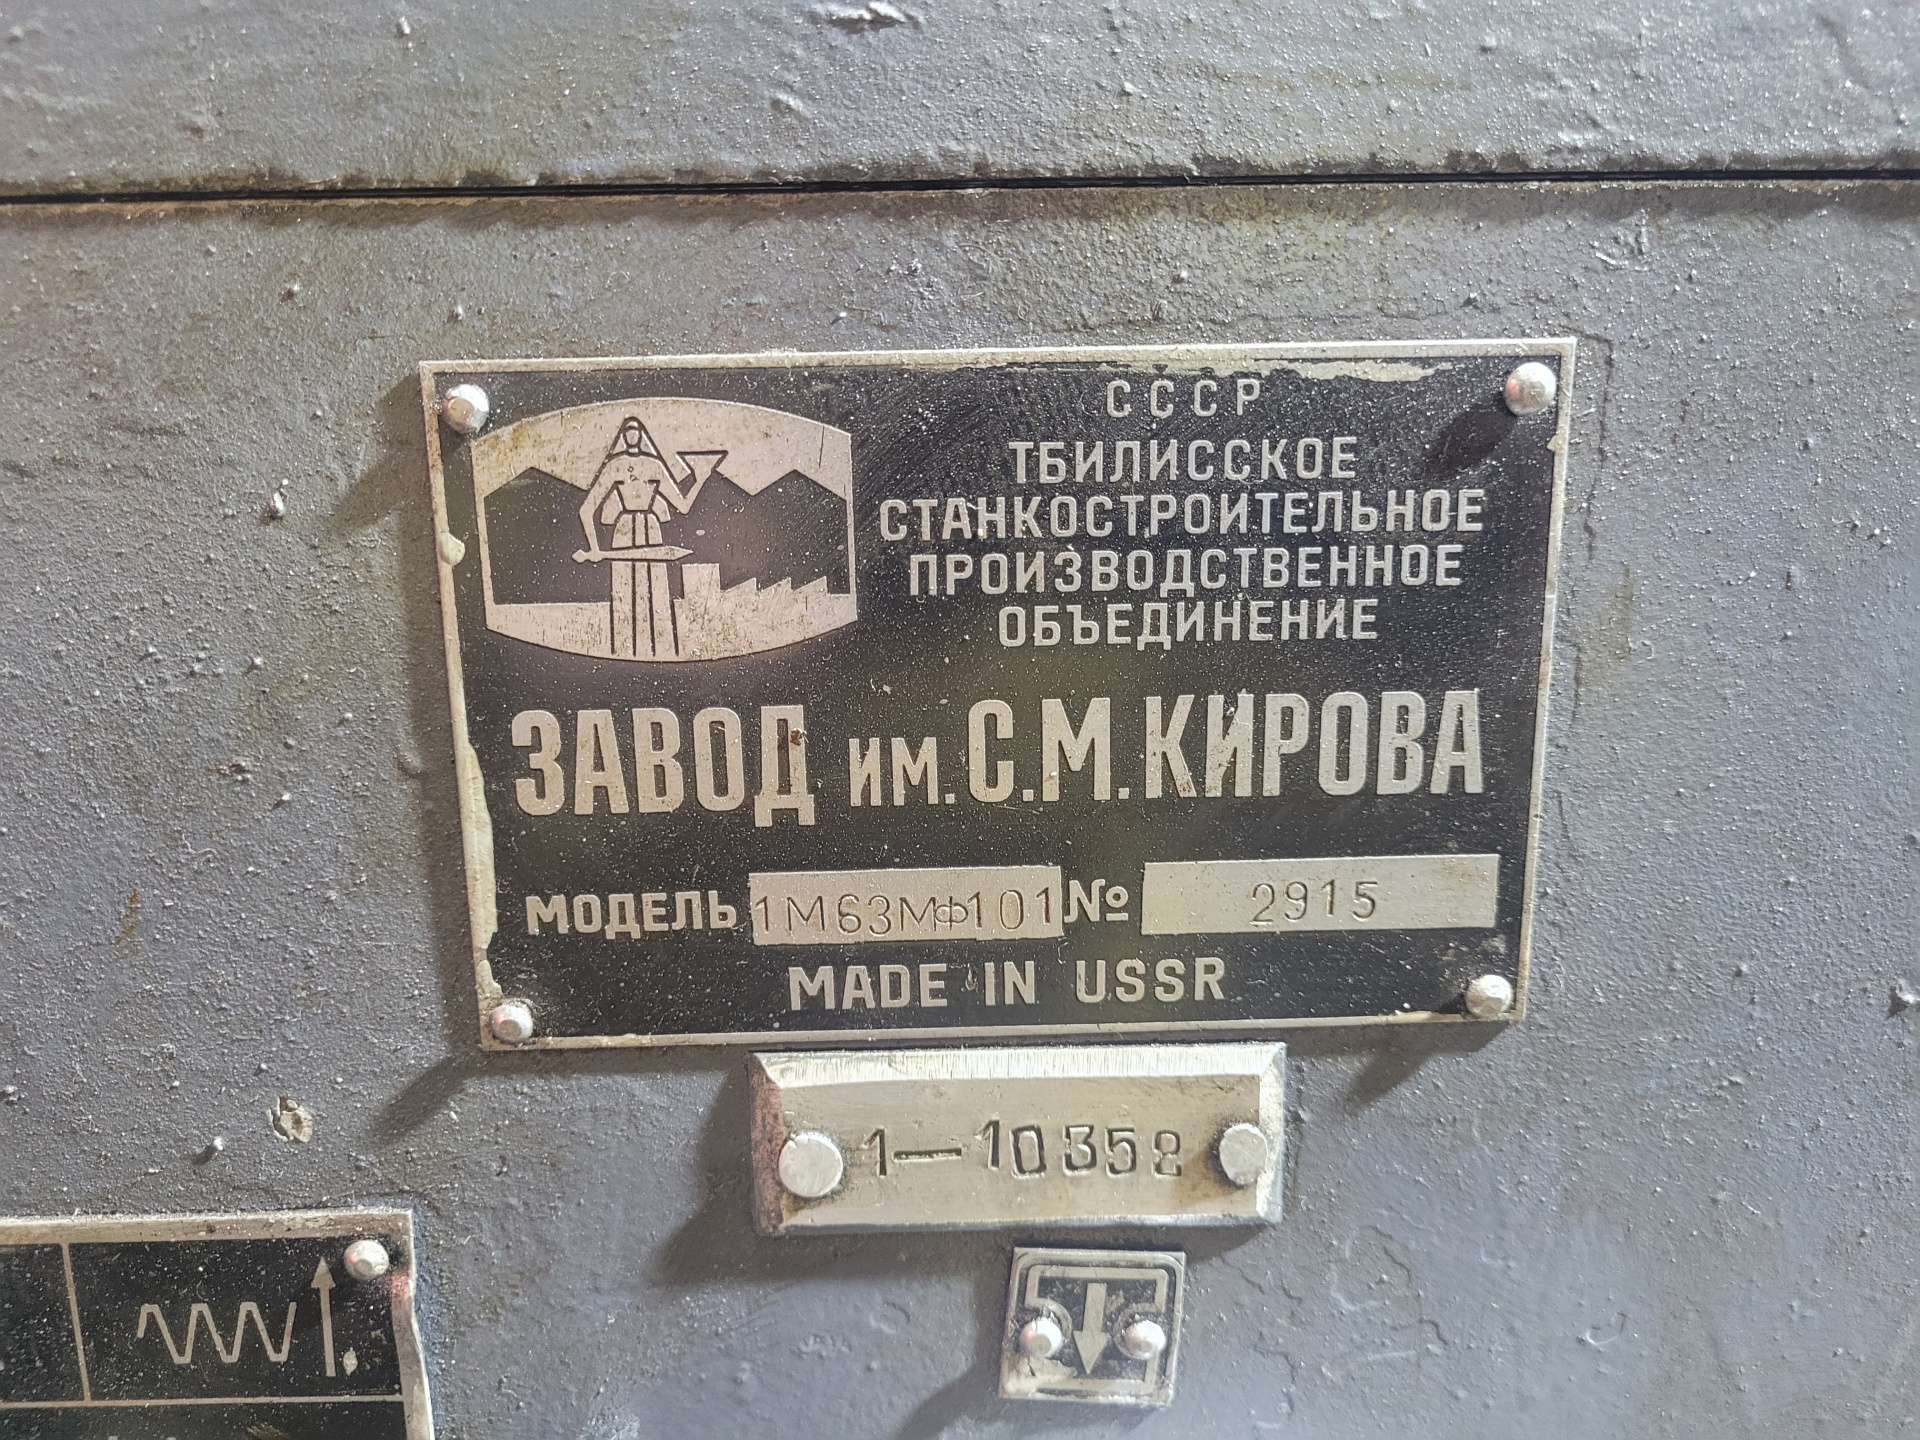 СССР
ТБИЛИССКОЕ
СТАНКОСТРОИТЕЛЬНОЕ
ПРОИЗВОДСТВЕННОЕ
ОБЪЕДИНЕНИЕ
ЗАВОД ИМ. С.М. КИРОВА
МОДЕЛЬ 1М63МФ101 № 2915
MADE IN USSR
1-10358